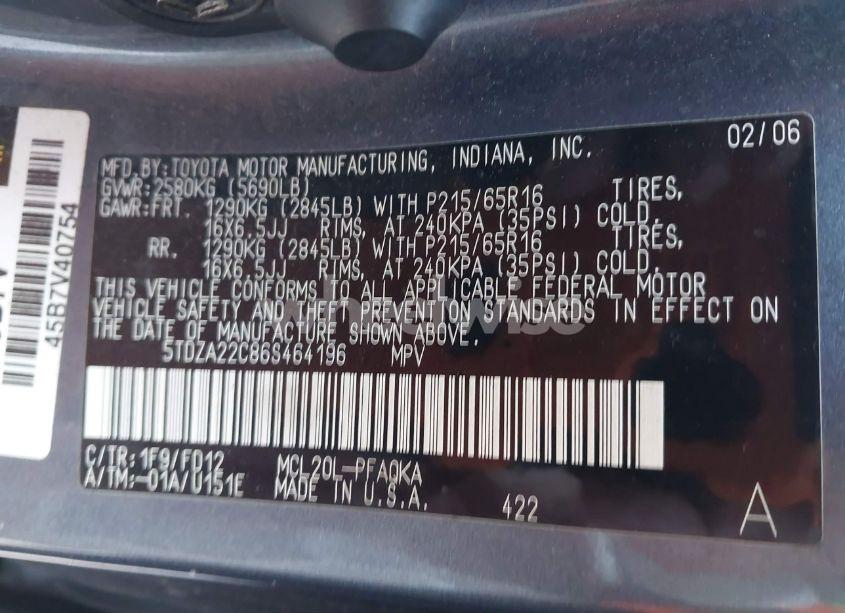 02/06
MFD.BY:TOYOTA MOTOR MANUFACTURING, INDIANA, INC.
GVWR:2580KG (5690LB)
GAWR:FRT. 1290KG (2845LB) WITH P215/65R16 TIRES,
16X6.5JJ RIMS, AT 240KPA (35PSI) COLD.
RR. 1290KG (2845LB) WITH P215/65R16 TIRES,
16X6.5JJ RIMS, AT 240KPA (35PSI) COLD.
THIS VEHICLE CONFORMS TO ALL APPLICABLE FEDERAL MOTOR
VEHICLE SAFETY AND THEFT PREVENTION STANDARDS IN EFFECT ON
THE DATE OF MANUFACTURE SHOWN ABOVE.
5TDZA22C86S464196 MPV
C/TR:1F9/FD12 MCL20L-PFAQKA
A/TM:-01A/U151E MADE IN U.S.A.
422
A
45B7V40754
wheelwise